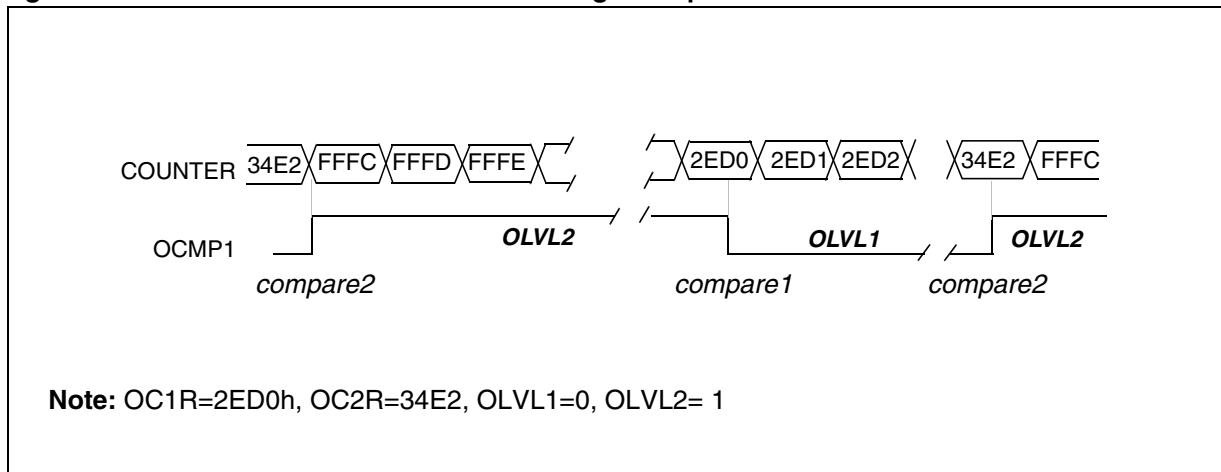 COUNTER 34E2 FFFC FFFD FFFE 2ED0 2ED1 2ED2 34E2 FFFC
OCMP1 OLVL2 OLVL1 OLVL2
compare2 compare1 compare2
Note: OC1R=2ED0h, OC2R=34E2, OLVL1=0, OLVL2= 1